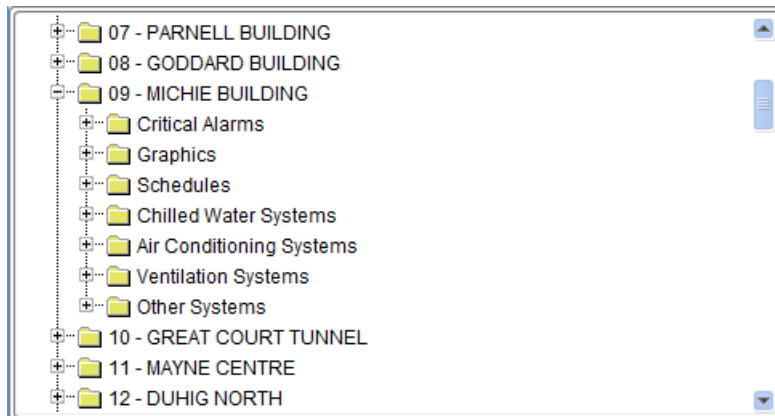 07 - PARNELL BUILDING
08 - GODDARD BUILDING
09 - MICHIE BUILDING
Critical Alarms
Graphics
Schedules
Chilled Water Systems
Air Conditioning Systems
Ventilation Systems
Other Systems
10 - GREAT COURT TUNNEL
11 - MAYNE CENTRE
12 - DUHIG NORTH